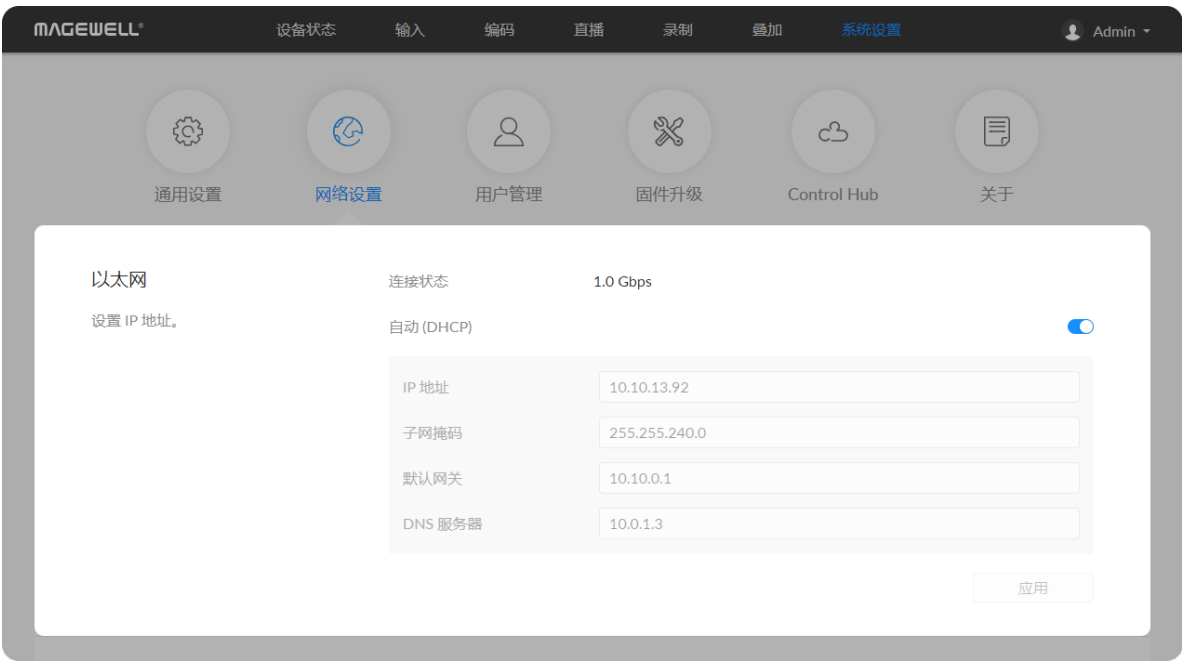 MAGEWELL®
设备状态 输入 编码 直播 录制 叠加 系统设置 Admin
通用设置 网络设置 用户管理 固件升级 Control Hub 关于
以太网
设置 IP 地址。
连接状态 1.0 Gbps
自动 (DHCP)
IP 地址 10.10.13.92
子网掩码 255.255.240.0
默认网关 10.10.0.1
DNS 服务器 10.0.1.3
应用